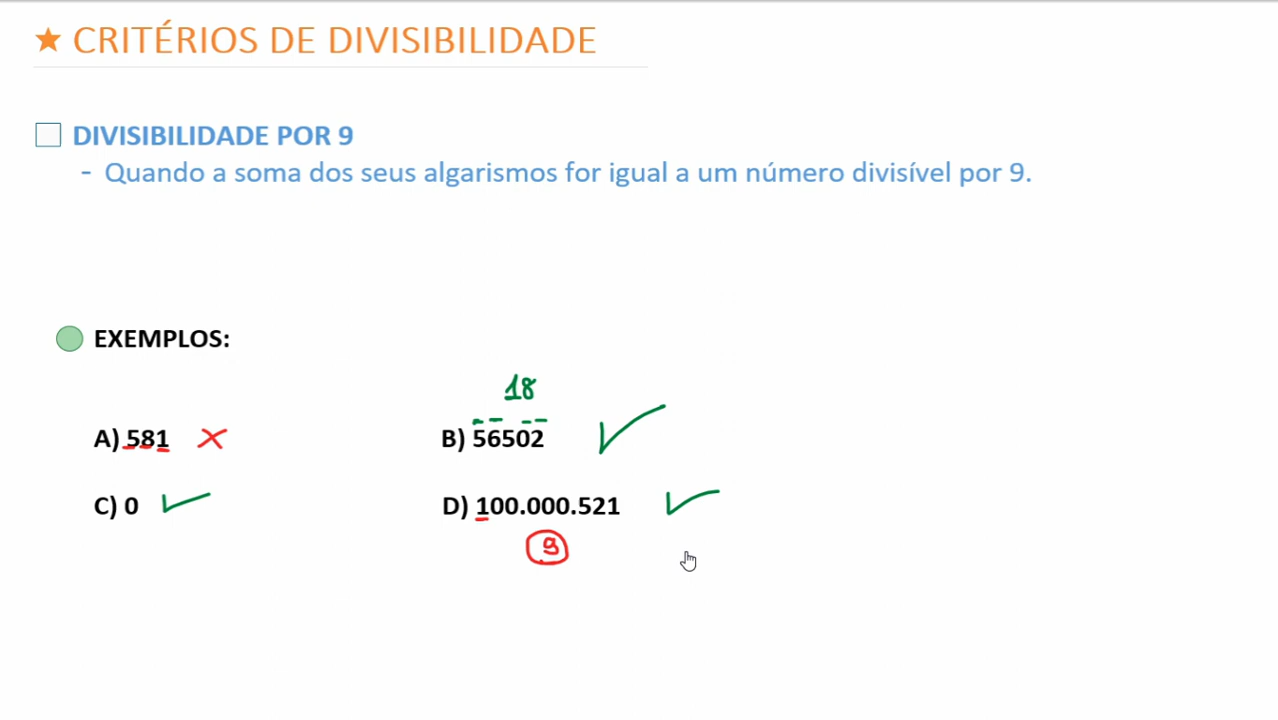 CRITÉRIOS DE DIVISIBILIDADE
DIVISIBILIDADE POR 9
- Quando a soma dos seus algarismos for igual a um número divisível por 9.
EXEMPLOS:
18
A) 581
B) 56502
C) 0
D) 100.000.521
9